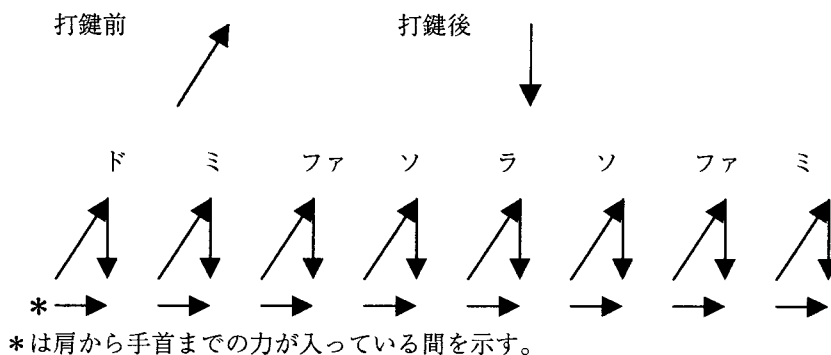 打鍵前 打鍵後
ド ミ ファ ソ ラ ソ ファ ミ
*
*は肩から手首までの力が入っている間を示す。